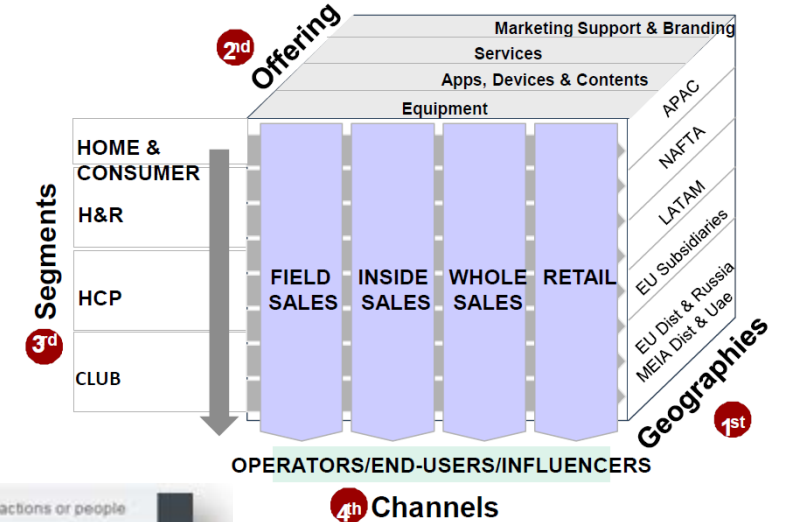 Marketing Support & Branding
2nd
Offering
Services
Apps, Devices & Contents
Equipment
APAC
NAFTA
LATAM
EU Subsidiaries
EU Dist & Russia
MEIA Dist & Uae
Geographies
1st
HOME &
CONSUMER
H&R
HCP
CLUB
Segments
3rd
FIELD
SALES
INSIDE
SALES
WHOLE
SALES
RETAIL
OPERATORS/END-USERS/INFLUENCERS
4th Channels
actions or people